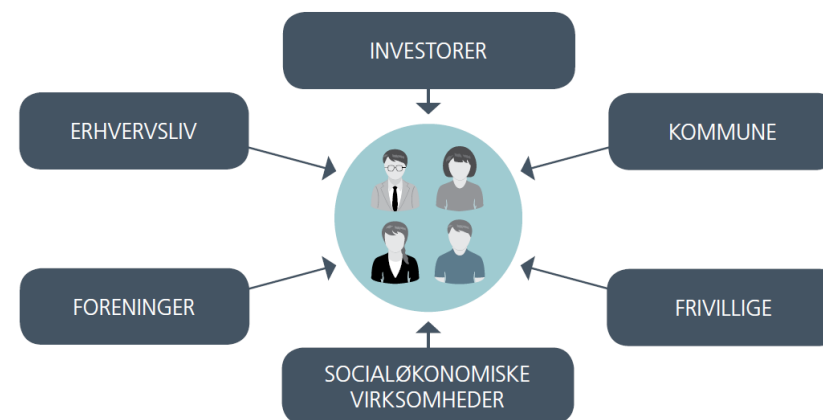 INVESTORER
ERHVERVSLIV
KOMMUNE
FORENINGER
FRIVILLIGE
SOCIALØKONOMISKE
VIRKSOMHEDER